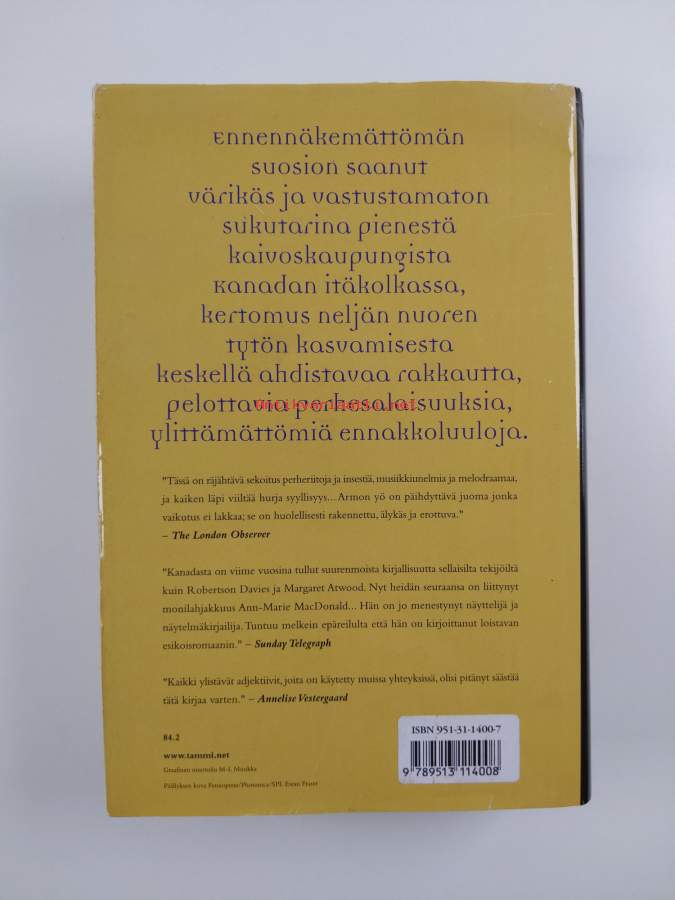 Ennennäkemättömän
suosion saanut
värikäs ja vastustamaton
sukutarina pienestä
kaivoskaupungista
Kanadan itäkolkassa,
kertomus neljän nuoren
tytön kasvamisesta
keskellä ahdistavaa rakkautta,
pelottavia perhesalaisuuksia,
ylittämättömiä ennakkoluuloja.
"Tässä on räjähtävä sekoitus perheriitoja ja insestiä, musiikkiunelmia ja melodraamaa,
ja kaiken läpi viiltää hurja syyllisyys... Armon yö on päihdyttävä juoma jonka
vaikutus ei lakkaa; se on huolellisesti rakennettu, älykäs ja erottuva."
– The London Observer
"Kanadasta on viime vuosina tullut suurenmoista kirjallisuutta sellaisilta tekijöiltä
kuin Robertson Davies ja Margaret Atwood. Nyt heidän seuraansa on liittynyt
monilahjakkuus Ann-Marie MacDonald... Hän on jo menestynyt näyttelijä ja
näytelmäkirjailija. Tuntuu melkein epäreilulta että hän on kirjoittanut loistavan
esikoisromaanin." – Sunday Telegraph
"Kaikki ylistävät adjektiivit, joita on käytetty muissa yhteyksissä, olisi pitänyt säästää
tätä kirjaa varten." – Annelise Vestergaard
84.2
www.tammi.net
Graafinen suunnittelu M-L Muukka
Päällyksen kuva
ISBN 951-31-1400-7
9 789513 114008